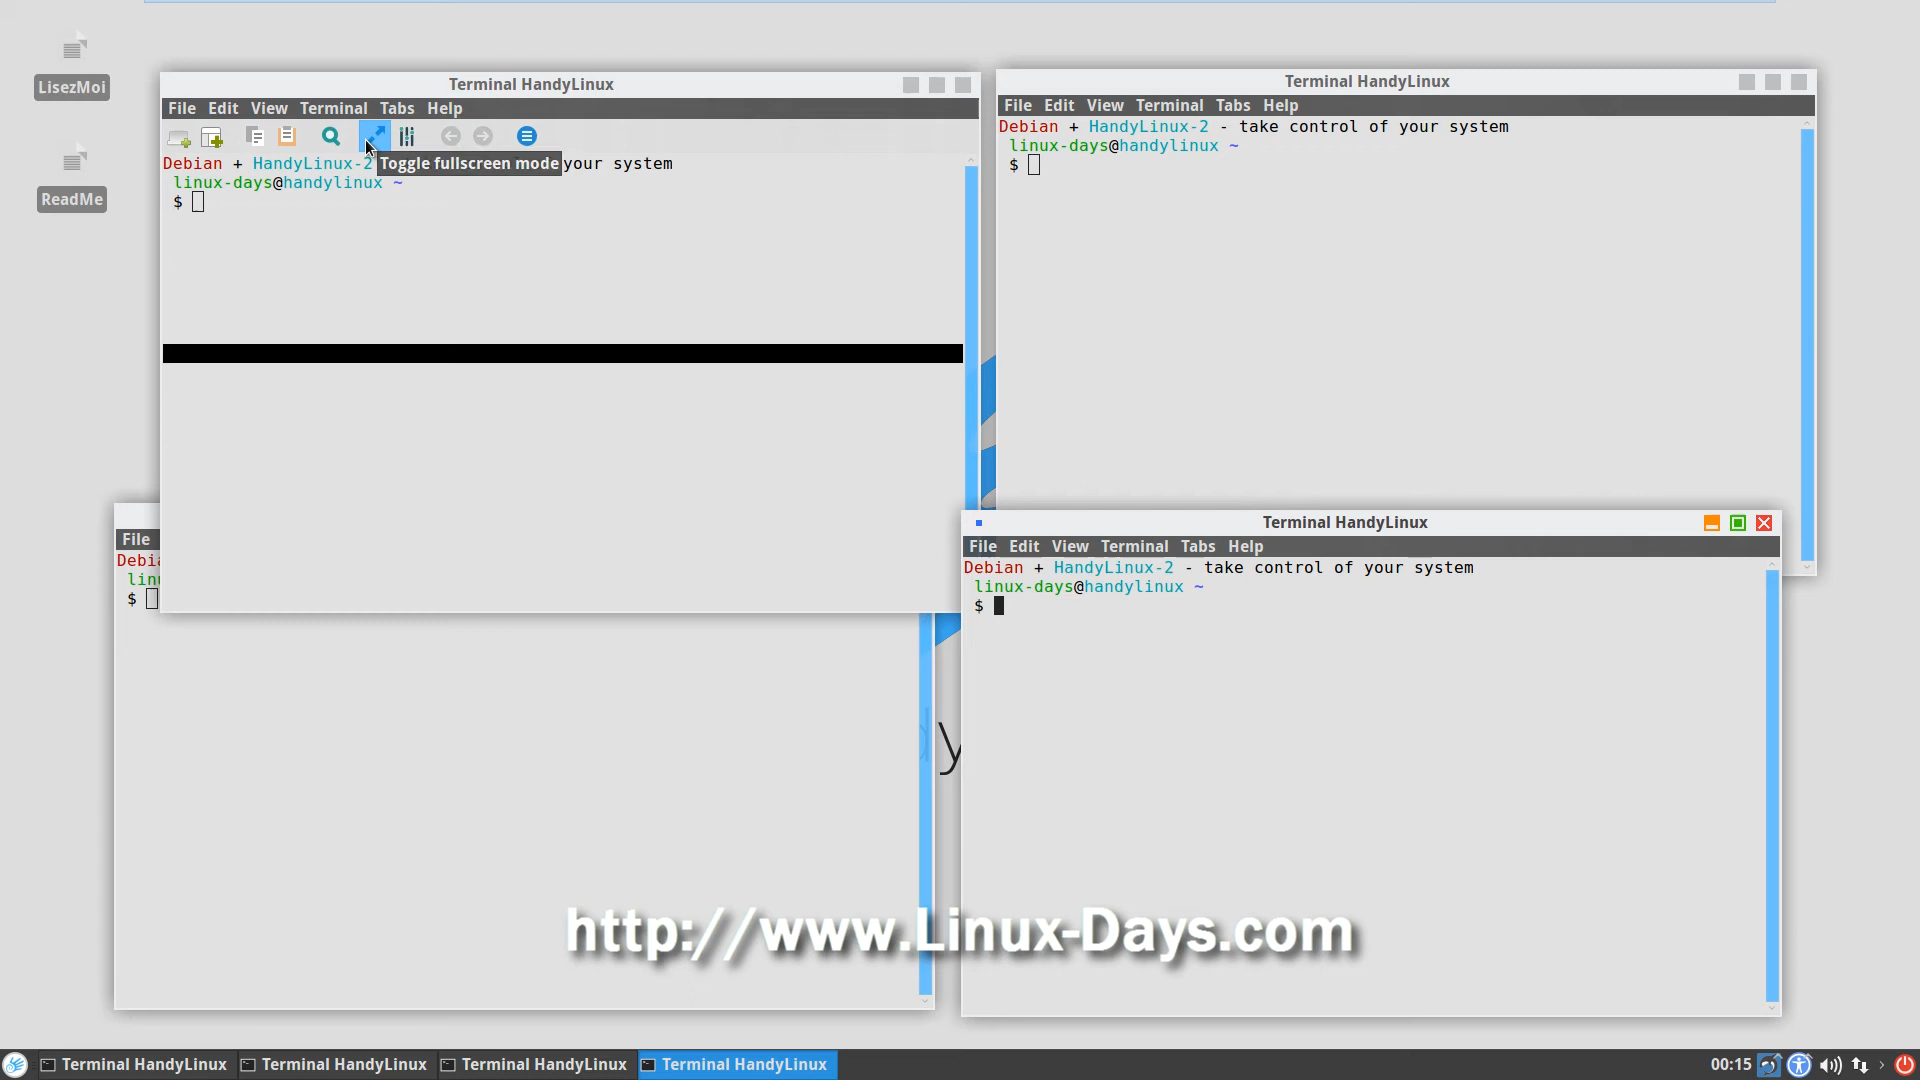 LisezMoi
ReadMe
Terminal HandyLinux
File Edit View Terminal Tabs Help
Toggle fullscreen mode
Debian + HandyLinux-2 your system
linux-days@handylinux ~
$
Terminal HandyLinux
File Edit View Terminal Tabs Help
Debian + HandyLinux-2 - take control of your system
linux-days@handylinux ~
$
File
$
Terminal HandyLinux
File Edit View Terminal Tabs Help
Debian + HandyLinux-2 - take control of your system
linux-days@handylinux ~
$
http://www.Linux-Days.com
Terminal HandyLinux Terminal HandyLinux Terminal HandyLinux Terminal HandyLinux 00:15